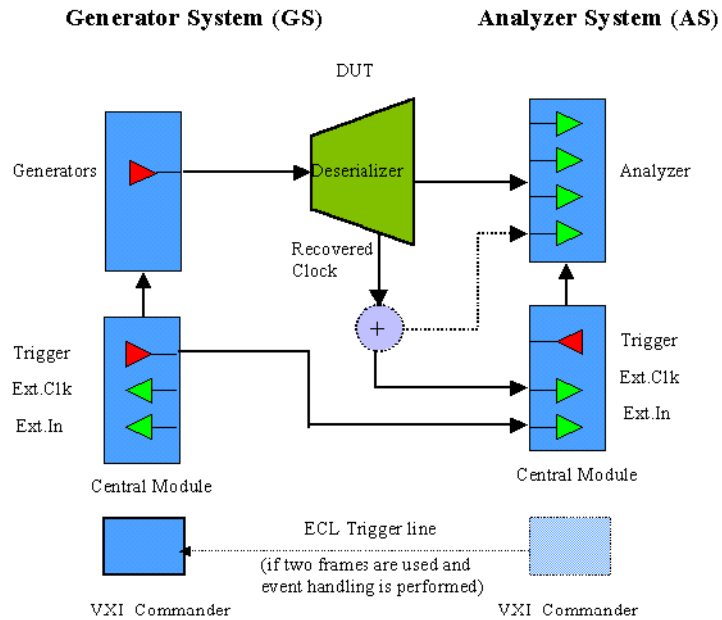 Generator System (GS)
Analyzer System (AS)
DUT
Generators
Deserializer
Analyzer
Recovered
Clock
+
Trigger
Ext.Clk
Ext.In
Trigger
Ext.Clk
Ext.In
Central Module
Central Module
ECL Trigger line
(if two frames are used and
event handling is performed)
VXI Commander
VXI Commander